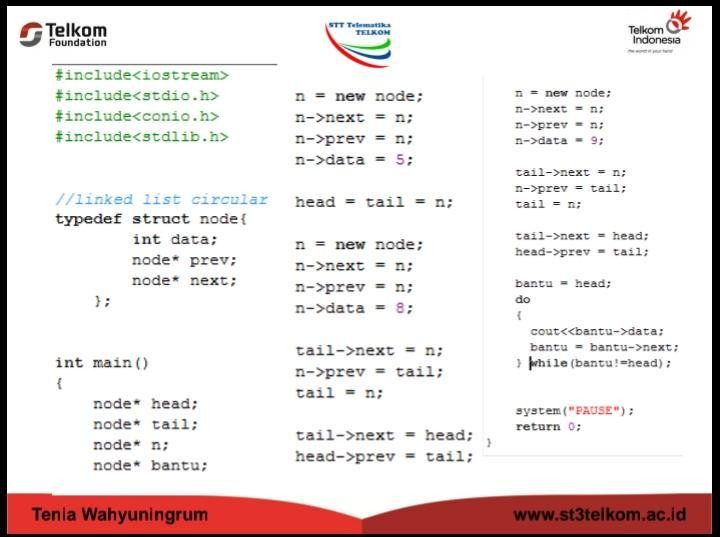 Telkom
Foundation
STT Telematika
TELKOM
Telkom
Indonesia
the world in your hand
#include<iostream>
#include<stdio.h>
#include<conio.h>
#include<stdlib.h>
//linked list circular
typedef struct node{
int data;
node* prev;
node* next;
};
int main()
{
node* head;
node* tail;
node* n;
node* bantu;
n = new node;
n->next = n;
n->prev = n;
n->data = 5;
head = tail = n;
n = new node;
n->next = n;
n->prev = n;
n->data = 8;
tail->next = n;
n->prev = tail;
tail = n;
tail->next = head;
head->prev = tail;
n = new node;
n->next = n;
n->prev = n;
n->data = 9;
tail->next = n;
n->prev = tail;
tail = n;
tail->next = head;
head->prev = tail;
bantu = head;
do
{
cout<<bantu->data;
bantu = bantu->next;
} while(bantu!=head);
system("PAUSE");
return 0;
}
Tenia Wahyuningrum
www.st3telkom.ac.id